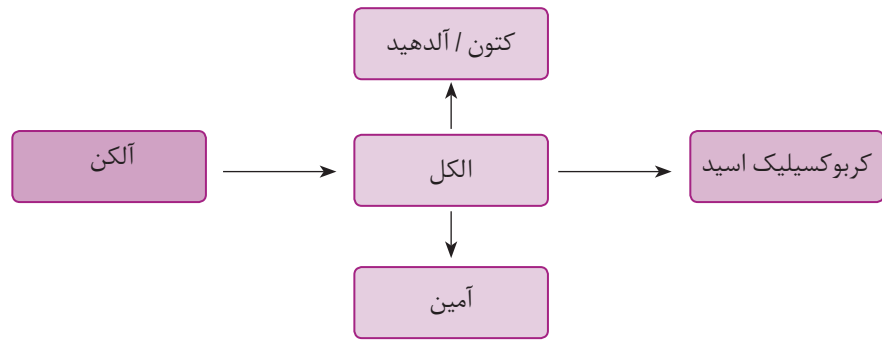 کتون / آلدهید
آلکن
الکل
کربوکسیلیک اسید
آمین